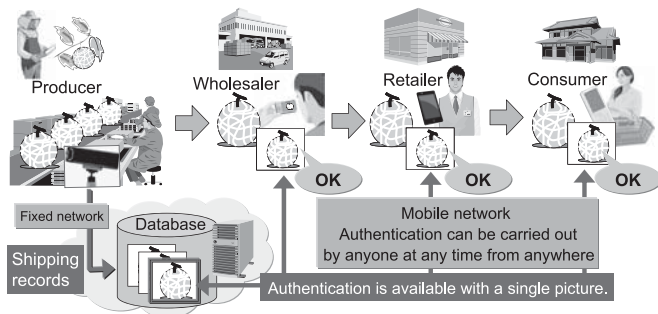 Producer
Wholesaler
Retailer
Consumer
OK
OK
OK
Fixed network
Database
Shipping
records
Mobile network
Authentication can be carried out
by anyone at any time from anywhere
Authentication is available with a single picture.